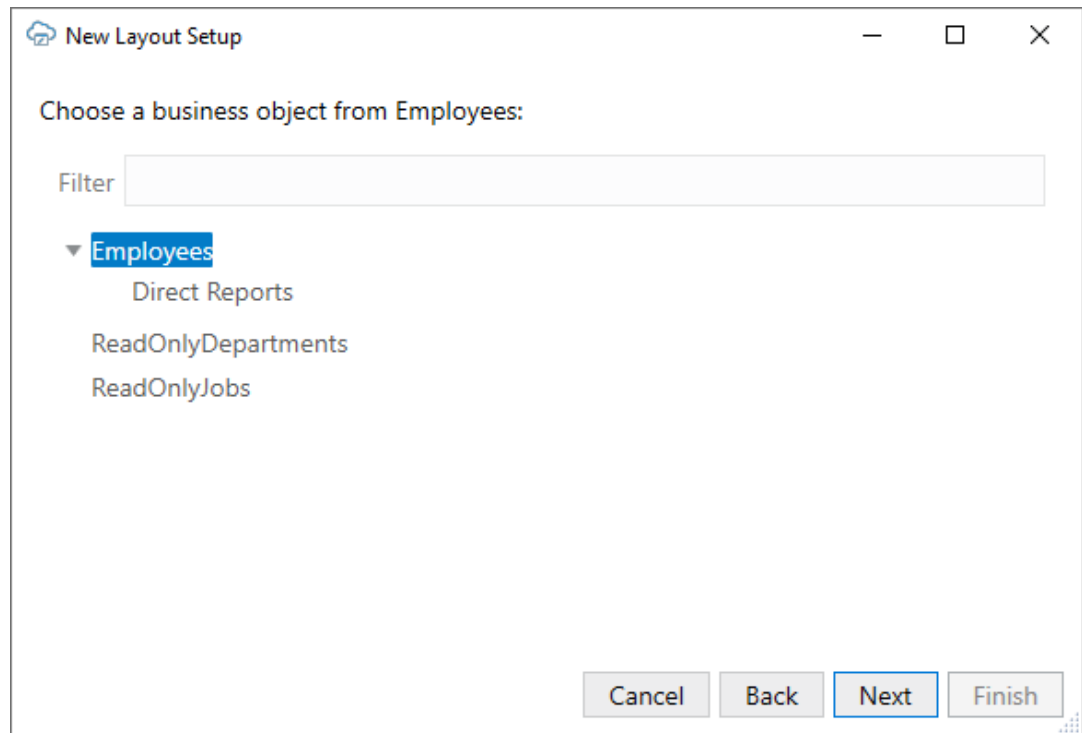 New Layout Setup
Choose a business object from Employees:
Filter
Employees
Direct Reports
ReadOnlyDepartments
ReadOnlyJobs
Cancel Back Next Finish